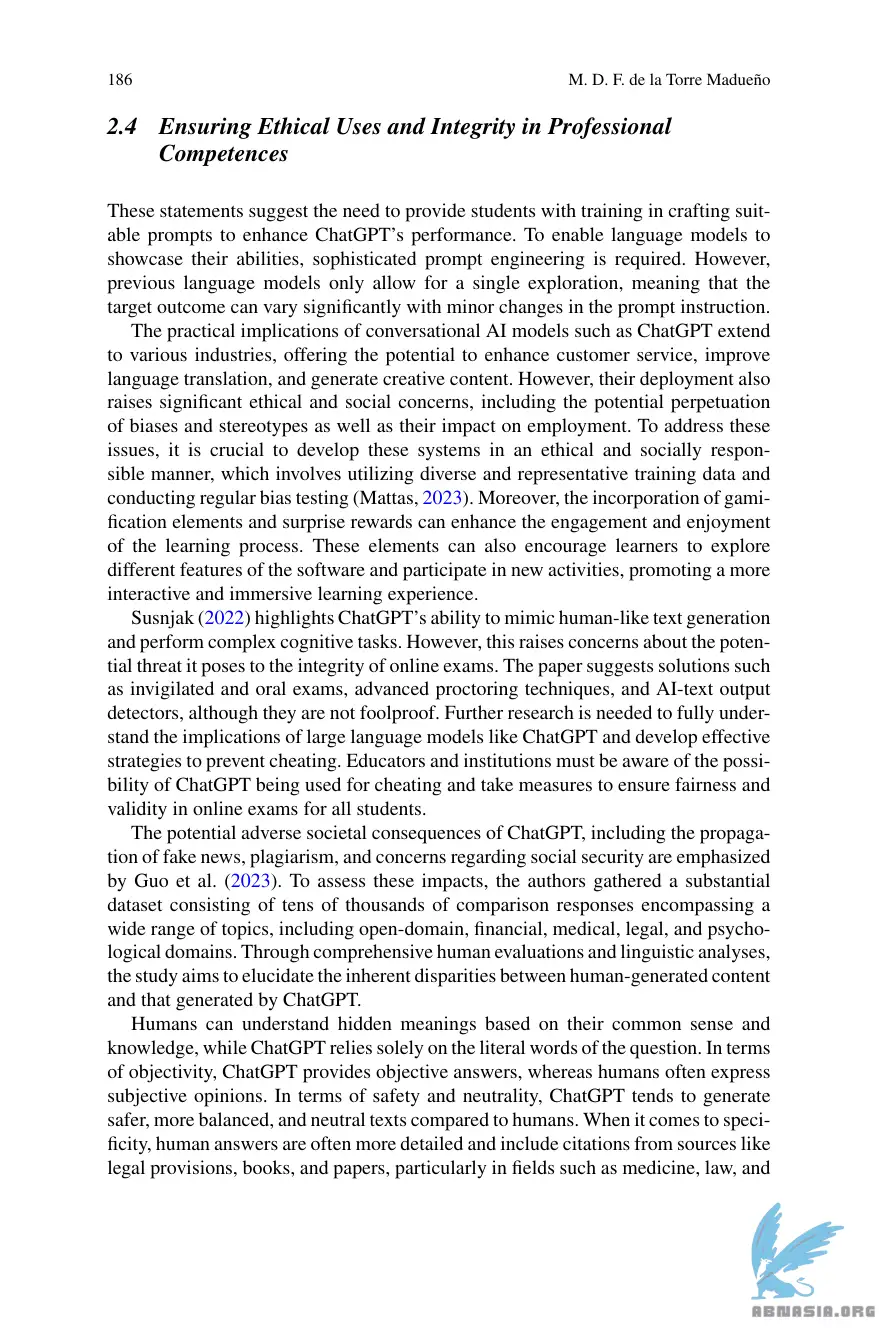 186
M. D. F. de la Torre Madueño
2.4 Ensuring Ethical Uses and Integrity in Professional
Competences
These statements suggest the need to provide students with training in crafting suit-
able prompts to enhance ChatGPT’s performance. To enable language models to
showcase their abilities, sophisticated prompt engineering is required. However,
previous language models only allow for a single exploration, meaning that the
target outcome can vary significantly with minor changes in the prompt instruction.
The practical implications of conversational AI models such as ChatGPT extend
to various industries, offering the potential to enhance customer service, improve
language translation, and generate creative content. However, their deployment also
raises significant ethical and social concerns, including the potential perpetuation
of biases and stereotypes as well as their impact on employment. To address these
issues, it is crucial to develop these systems in an ethical and socially respon-
sible manner, which involves utilizing diverse and representative training data and
conducting regular bias testing (Mattas, 2023). Moreover, the incorporation of gami-
fication elements and surprise rewards can enhance the engagement and enjoyment
of the learning process. These elements can also encourage learners to explore
different features of the software and participate in new activities, promoting a more
interactive and immersive learning experience.
Susnjak (2022) highlights ChatGPT’s ability to mimic human-like text generation
and perform complex cognitive tasks. However, this raises concerns about the poten-
tial threat it poses to the integrity of online exams. The paper suggests solutions such
as invigilated and oral exams, advanced proctoring techniques, and AI-text output
detectors, although they are not foolproof. Further research is needed to fully under-
stand the implications of large language models like ChatGPT and develop effective
strategies to prevent cheating. Educators and institutions must be aware of the possi-
bility of ChatGPT being used for cheating and take measures to ensure fairness and
validity in online exams for all students.
The potential adverse societal consequences of ChatGPT, including the propaga-
tion of fake news, plagiarism, and concerns regarding social security are emphasized
by Guo et al. (2023). To assess these impacts, the authors gathered a substantial
dataset consisting of tens of thousands of comparison responses encompassing a
wide range of topics, including open-domain, financial, medical, legal, and psycho-
logical domains. Through comprehensive human evaluations and linguistic analyses,
the study aims to elucidate the inherent disparities between human-generated content
and that generated by ChatGPT.
Humans can understand hidden meanings based on their common sense and
knowledge, while ChatGPT relies solely on the literal words of the question. In terms
of objectivity, ChatGPT provides objective answers, whereas humans often express
subjective opinions. In terms of safety and neutrality, ChatGPT tends to generate
safer, more balanced, and neutral texts compared to humans. When it comes to speci-
ficity, human answers are often more detailed and include citations from sources like
legal provisions, books, and papers, particularly in fields such as medicine, law, and
ABNASIA.ORG